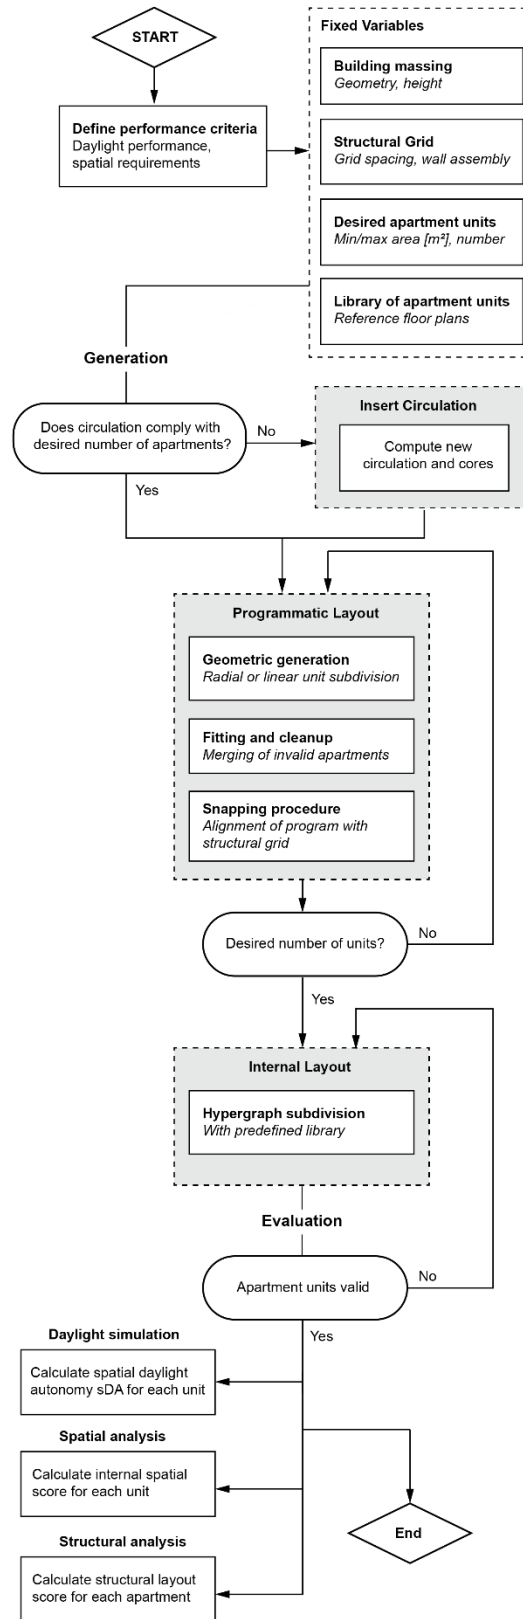 START
Fixed Variables
Building massing
Geometry, height
Define performance criteria
Daylight performance,
spatial requirements
Structural Grid
Grid spacing, wall assembly
Desired apartment units
Min/max area [m²], number
Library of apartment units
Reference floor plans
Generation
Does circulation comply with
desired number of apartments?
No
Insert Circulation
Compute new
circulation and cores
Yes
Programmatic Layout
Geometric generation
Radial or linear unit subdivision
Fitting and cleanup
Merging of invalid apartments
Snapping procedure
Alignment of program with
structural grid
Desired number of units?
No
Yes
Internal Layout
Hypergraph subdivision
With predefined library
Evaluation
Apartment units valid
No
Yes
Daylight simulation
Calculate spatial daylight
autonomy sDA for each unit
Spatial analysis
Calculate internal spatial
score for each unit
End
Structural analysis
Calculate structural layout
score for each apartment